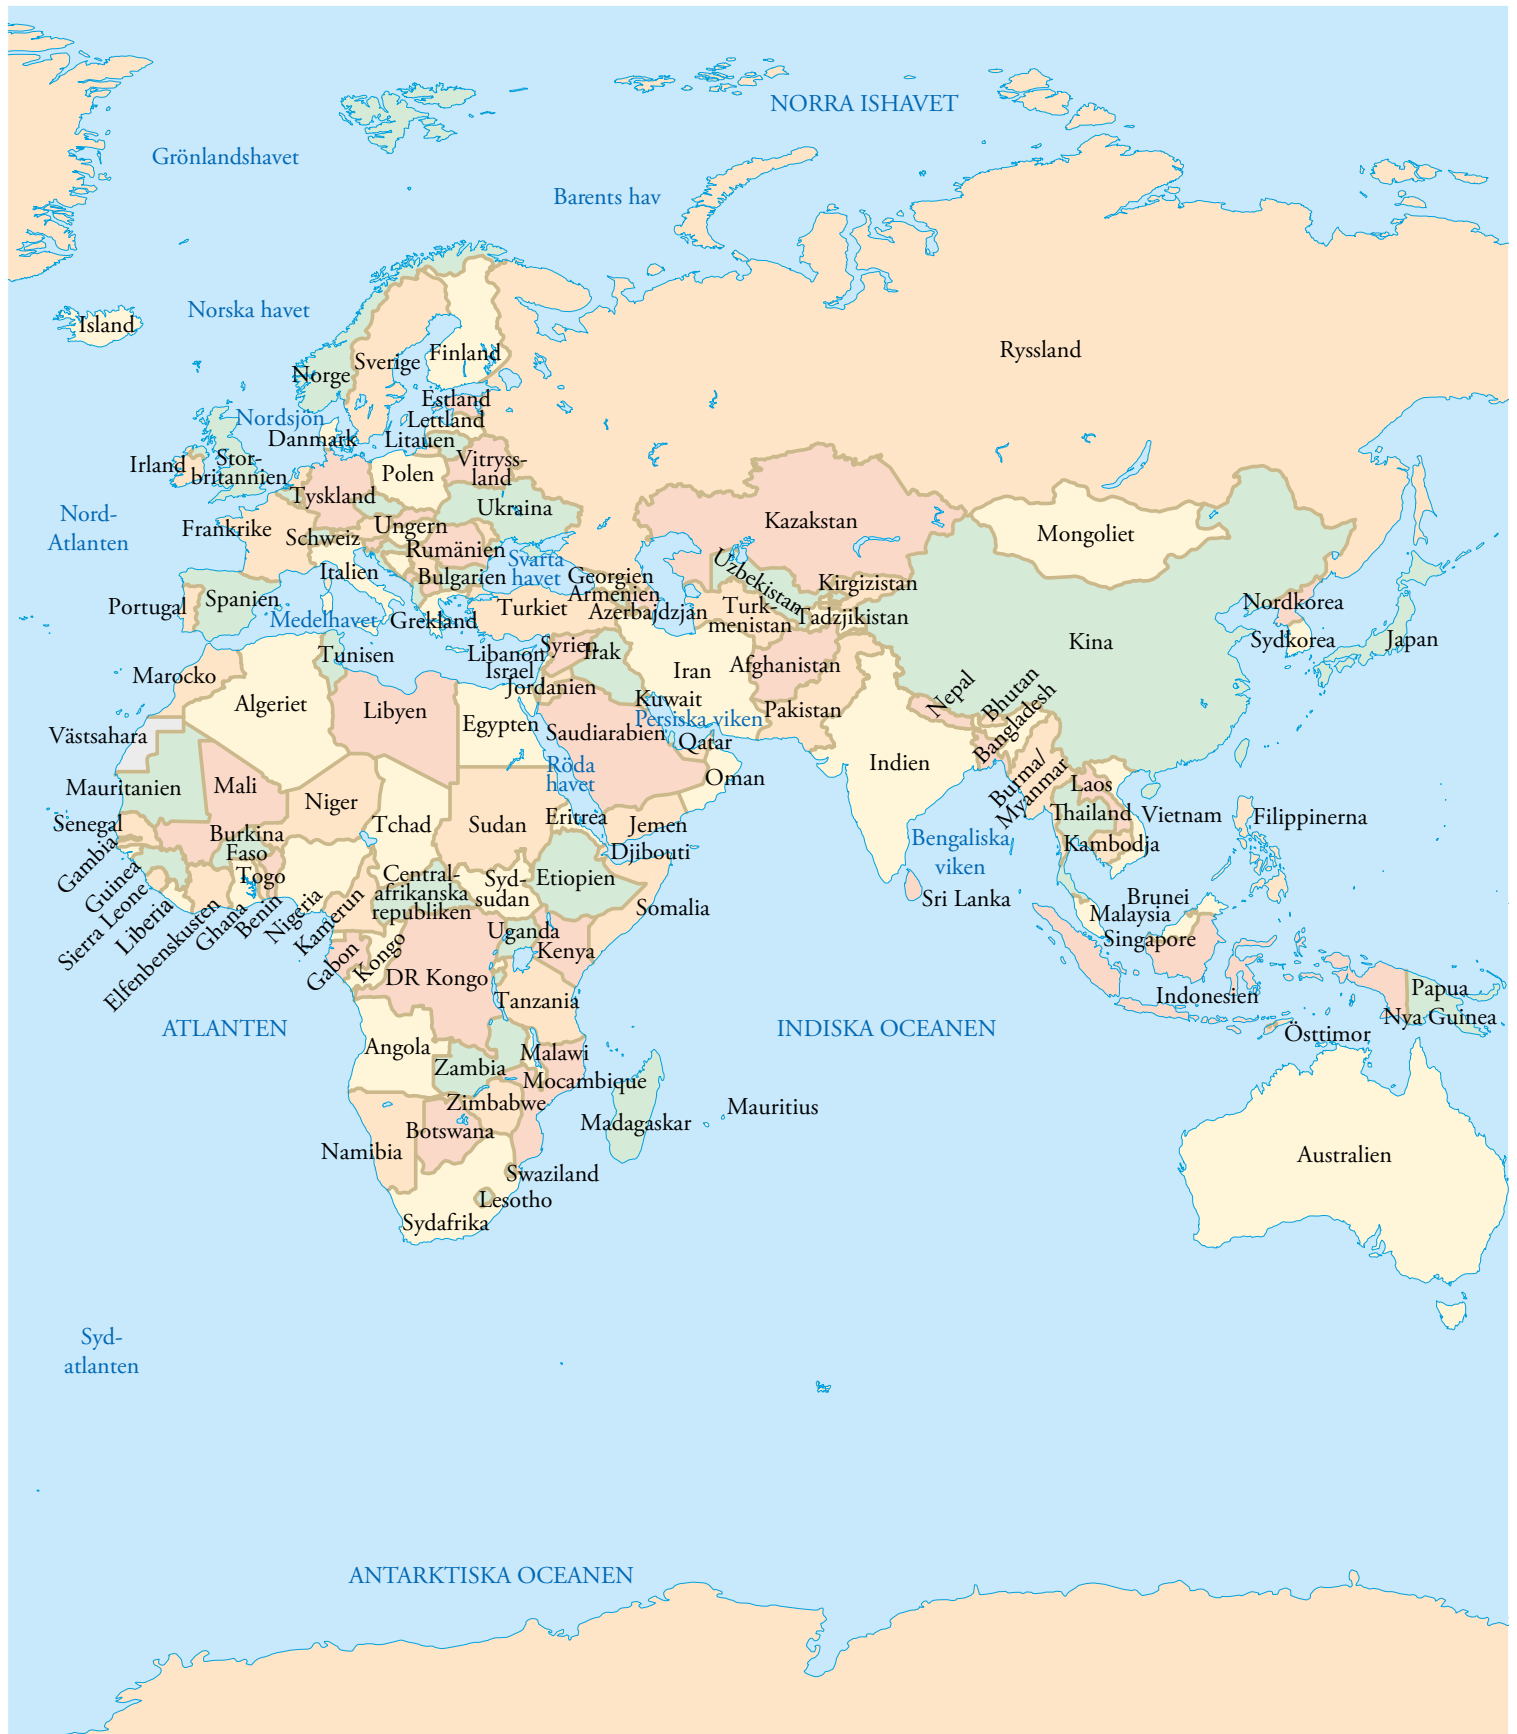 NORRA ISHAVET
Grönlandshavet
Barents hav
Norska havet
Island
Ryssland
Finland
Sverige
Norge
Estland
Nordsjön
Lettland
Danmark
Litauen
Irland
Stor-
britannien
Vitryss-
land
Polen
Tyskland
Ukraina
Nord-
Atlanten
Frankrike
Ungern
Schweiz
Kazakstan
Mongoliet
Rumänien
Svarta
havet
Italien
Bulgarien
Georgien
Uzbekistan
Kirgizistan
Armenien
Spanien
Portugal
Turkiet
Azerbajdzjan
Turk-
menistan
Tadzjikistan
Nordkorea
Medelhavet
Grekland
Kina
Sydkorea
Japan
Tunisen
Libanon
Syrien
Irak
Israel
Iran
Afghanistan
Marocko
Jordanien
Algeriet
Libyen
Kuwait
Nepal
Bhutan
Bangladesh
Egypten
Persiska viken
Pakistan
Västsahara
Saudiarabien
Qatar
Indien
Röda
havet
Oman
Burma/
Myanmar
Laos
Mauritanien
Mali
Niger
Senegal
Burkina
Faso
Tchad
Sudan
Eritrea
Jemen
Thailand
Vietnam
Filippinerna
Gambia
Djibouti
Bengaliska
viken
Kambodja
Guinea
Togo
Central-
afrikanska
republiken
Syd-
sudan
Etiopien
Sierra Leone
Liberia
Elfenbenskusten
Ghana
Benin
Nigeria
Kamerun
Somalia
Sri Lanka
Brunei
Malaysia
Singapore
Uganda
Kenya
Gabon
Kongo
DR Kongo
Tanzania
Indonesien
Papua
Nya Guinea
ATLANTEN
INDISKA OCEANEN
Östtimor
Angola
Malawi
Zambia
Mocambique
Zimbabwe
Mauritius
Botswana
Madagaskar
Namibia
Australien
Swaziland
Lesotho
Sydafrika
Syd-
atlanten
ANTARKTISKA OCEANEN